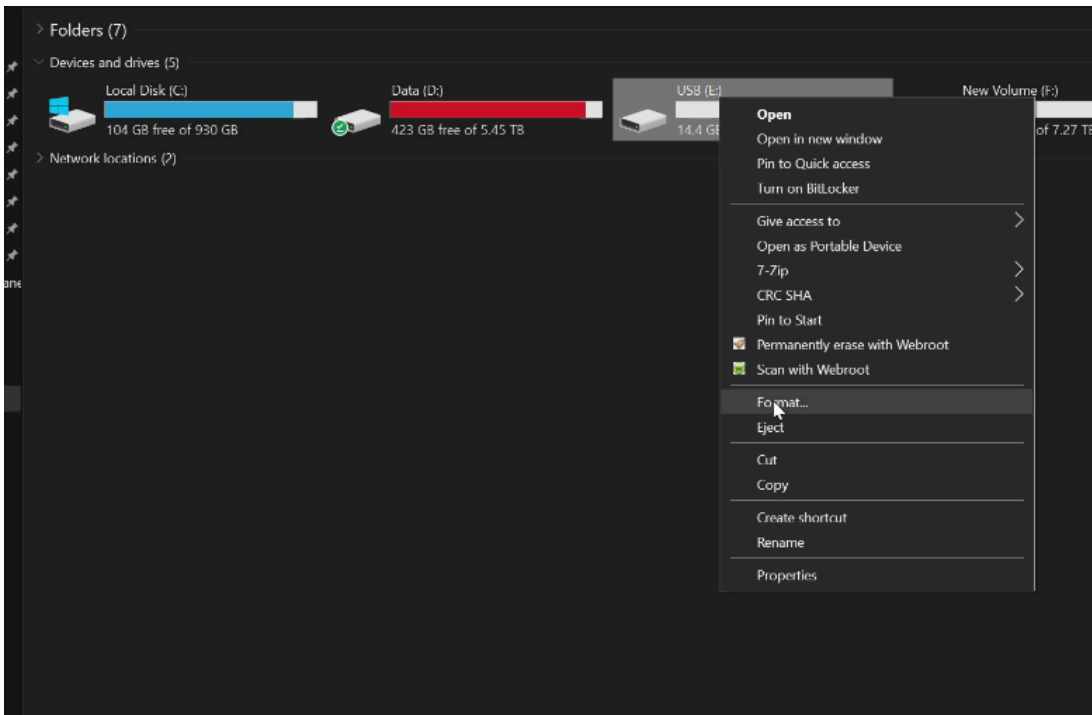 Folders (7)
Devices and drives (5)
Local Disk (C:)
104 GB free of 930 GB
Data (D:)
423 GB free of 5.45 TB
USB (E:)
14.4 GB
New Volume (F:)
of 7.27 TB
Network locations (2)
Open
Open in new window
Pin to Quick access
Turn on BitLocker
Give access to
Open as Portable Device
7-Zip
CRC SHA
Pin to Start
Permanently erase with Webroot
Scan with Webroot
Format...
Eject
Cut
Copy
Create shortcut
Rename
Properties